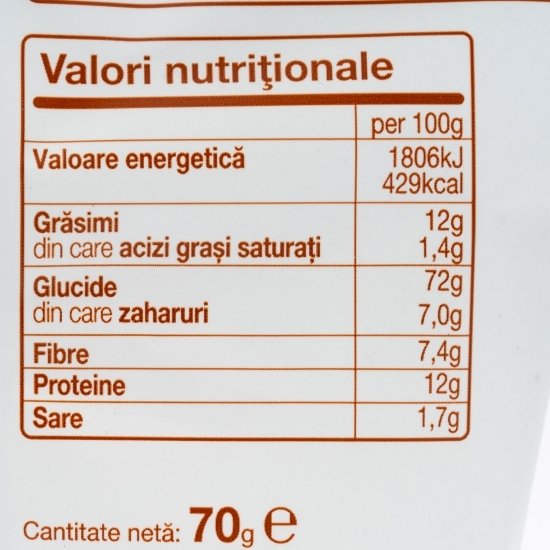 Valori nutriţionale
per 100g
Valoare energetică 1806kJ
429kcal
Grăsimi 12g
din care acizi grași saturați 1,4g
Glucide 72g
din care zaharuri 7,0g
Fibre 7,4g
Proteine 12g
Sare 1,7g
Cantitate netă: 70g ℮